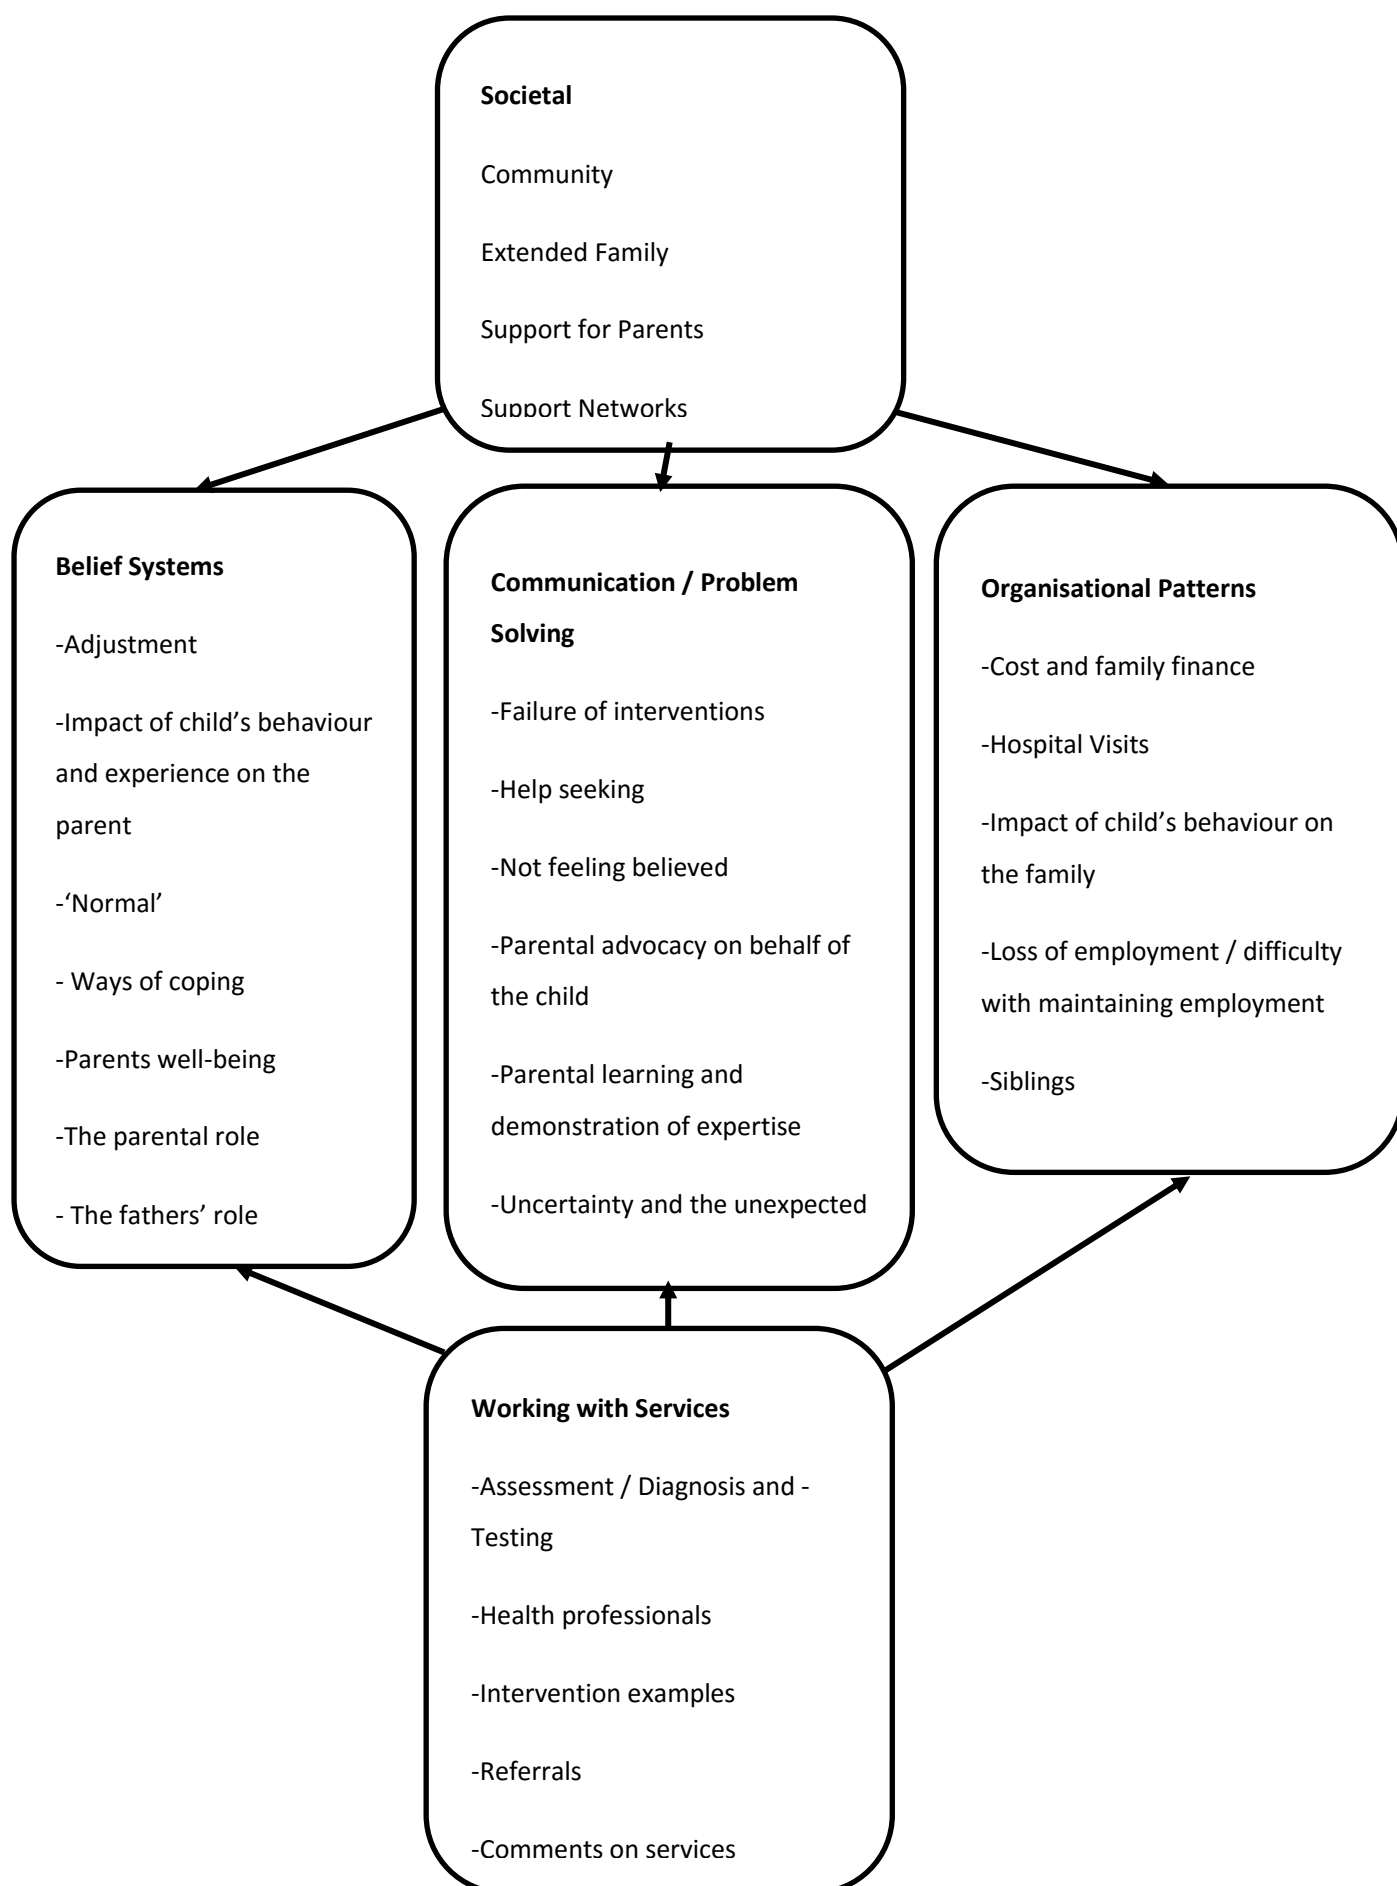 Societal
Community
Extended Family
Support for Parents
Support Networks
Belief Systems
-Adjustment
-Impact of child’s behaviour
and experience on the
parent
-‘Normal’
- Ways of coping
-Parents well-being
-The parental role
- The fathers’ role
Communication / Problem
Solving
-Failure of interventions
-Help seeking
-Not feeling believed
-Parental advocacy on behalf of
the child
-Parental learning and
demonstration of expertise
-Uncertainty and the unexpected
Organisational Patterns
-Cost and family finance
-Hospital Visits
-Impact of child’s behaviour on
the family
-Loss of employment / difficulty
with maintaining employment
-Siblings
Working with Services
-Assessment / Diagnosis and -
Testing
-Health professionals
-Intervention examples
-Referrals
-Comments on services